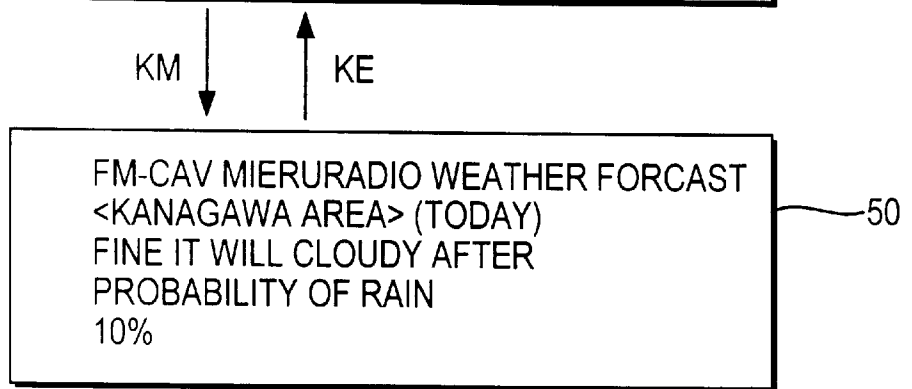 KM KE
FM-CAV MIERURADIO WEATHER FORCAST
<KANAGAWA AREA> (TODAY)
FINE IT WILL CLOUDY AFTER
PROBABILITY OF RAIN
10%
50